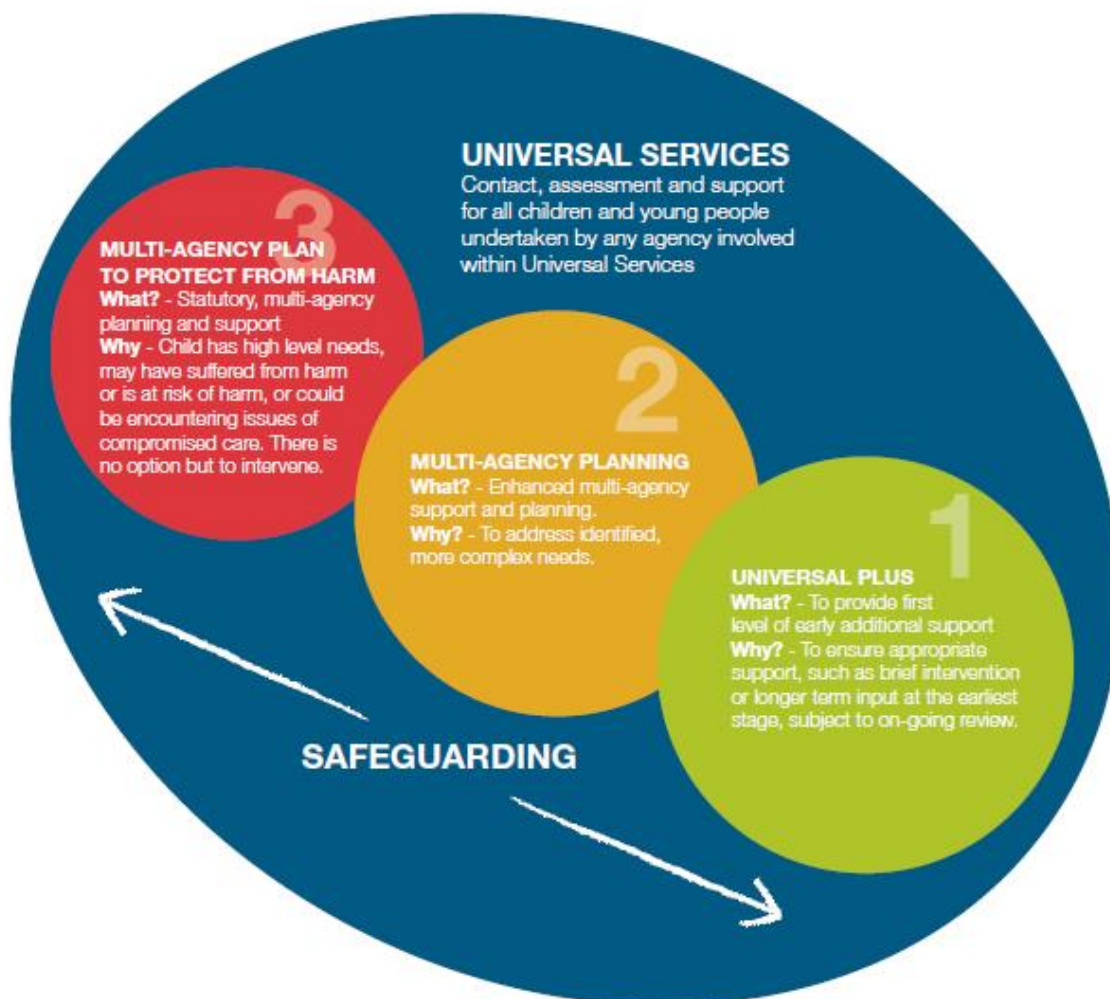 UNIVERSAL SERVICES
Contact, assessment and support
for all children and young people
undertaken by any agency involved
within Universal Services
3
MULTI-AGENCY PLAN
TO PROTECT FROM HARM
What? - Statutory, multi-agency
planning and support
Why - Child has high level needs,
may have suffered from harm
or is at risk of harm, or could
be encountering issues of
compromised care. There is
no option but to intervene.
2
MULTI-AGENCY PLANNING
What? - Enhanced multi-agency
support and planning.
Why? - To address identified,
more complex needs.
1
UNIVERSAL PLUS
What? - To provide first
level of early additional support
Why? - To ensure appropriate
support, such as brief intervention
or longer term input at the earliest
stage, subject to on-going review.
SAFEGUARDING